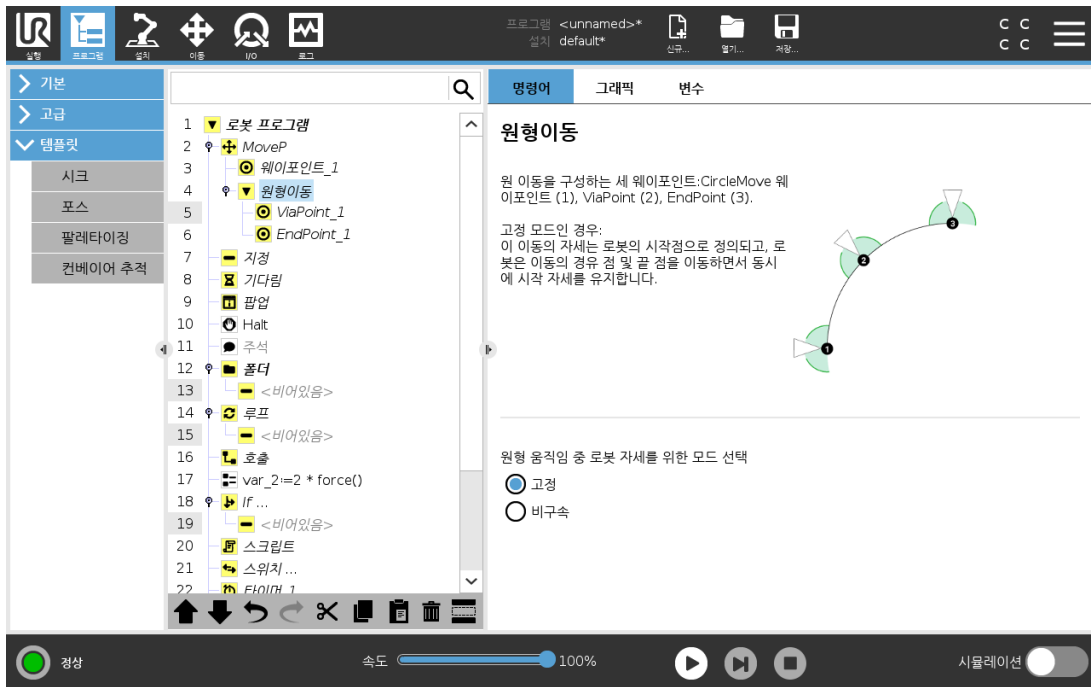 UR
실행
프로그램
설치
이동
I/O
로그
프로그램 <unnamed>*
설치 default*
신규...
열기...
저장...
C C
C C
기본
고급
템플릿
시크
포스
팔레타이징
컨베이어 추적
1 로봇 프로그램
2 MoveP
3 웨이포인트_1
4 원형이동
5 ViaPoint_1
6 EndPoint_1
7 지정
8 기다림
9 팝업
10 Halt
11 주석
12 폴더
13 <비어있음>
14 루프
15 <비어있음>
16 호출
17 var_2:=2 * force()
18 If ...
19 <비어있음>
20 스크립트
21 스위치 ...
22 타이머_1
명령어 그래픽 변수
원형이동
원 이동을 구성하는 세 웨이포인트:CircleMove 웨
이포인트 (1), ViaPoint (2), EndPoint (3).
고정 모드인 경우:
이 이동의 자세는 로봇의 시작점으로 정의되고, 로
봇은 이동의 경유 점 및 끝 점을 이동하면서 동시
에 시작 자세를 유지합니다.
3
2
1
원형 움직임 중 로봇 자세를 위한 모드 선택
고정
비구속
정상
속도 100%
시뮬레이션